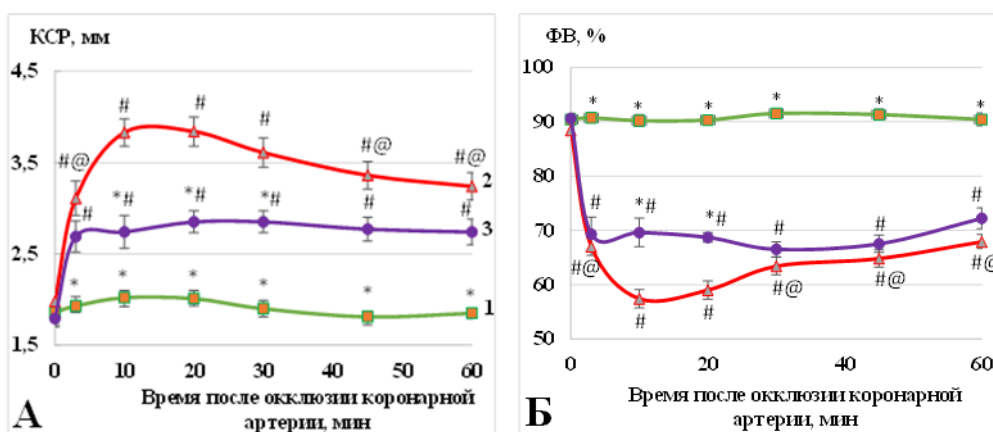 КСР, мм
4,5
3,5
2,5
1,5
# # # #@ #@ #@
# *# *# *# # #
* * * * * *
2
3
1
0 10 20 30 40 50 60
Время после окклюзии коронарной
артерии, мин
А
ФВ, %
100
90
80
70
60
50
* * * * * *
# *# *# # # #
#@ # # #@ #@ #@
0 20 40 60
Время после окклюзии коронарной
артерии, мин
Б